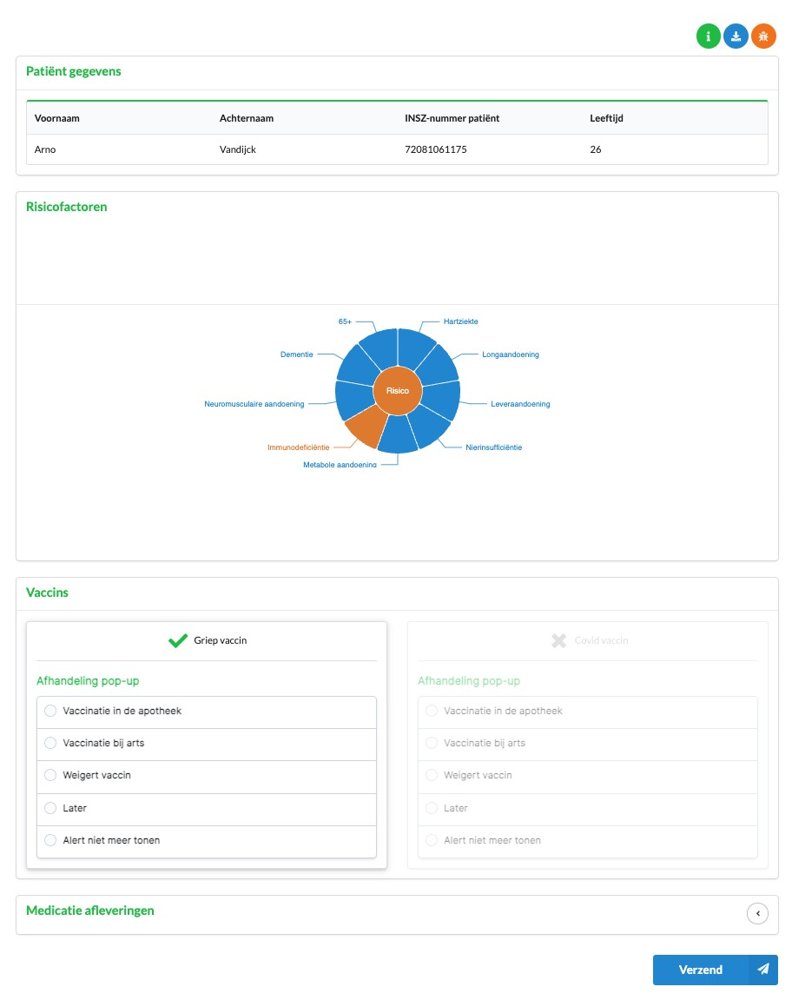 Patiënt gegevens
Voornaam Achternaam INSZ-nummer patiënt Leeftijd
Arno Vandijck 72081061175 26
Risicofactoren
65+ Hartziekte
Dementie Longaandoening
Risico
Neuromusculaire aandoening Leveraandoening
Immunodeficiëntie Nierinsufficiëntie
Metabole aandoening
Vaccins
Griep vaccin
Afhandeling pop-up
Vaccinatie in de apotheek
Vaccinatie bij arts
Weigert vaccin
Later
Alert niet meer tonen
Covid vaccin
Afhandeling pop-up
Vaccinatie in de apotheek
Vaccinatie bij arts
Weigert vaccin
Later
Alert niet meer tonen
Medicatie afleveringen
Verzend